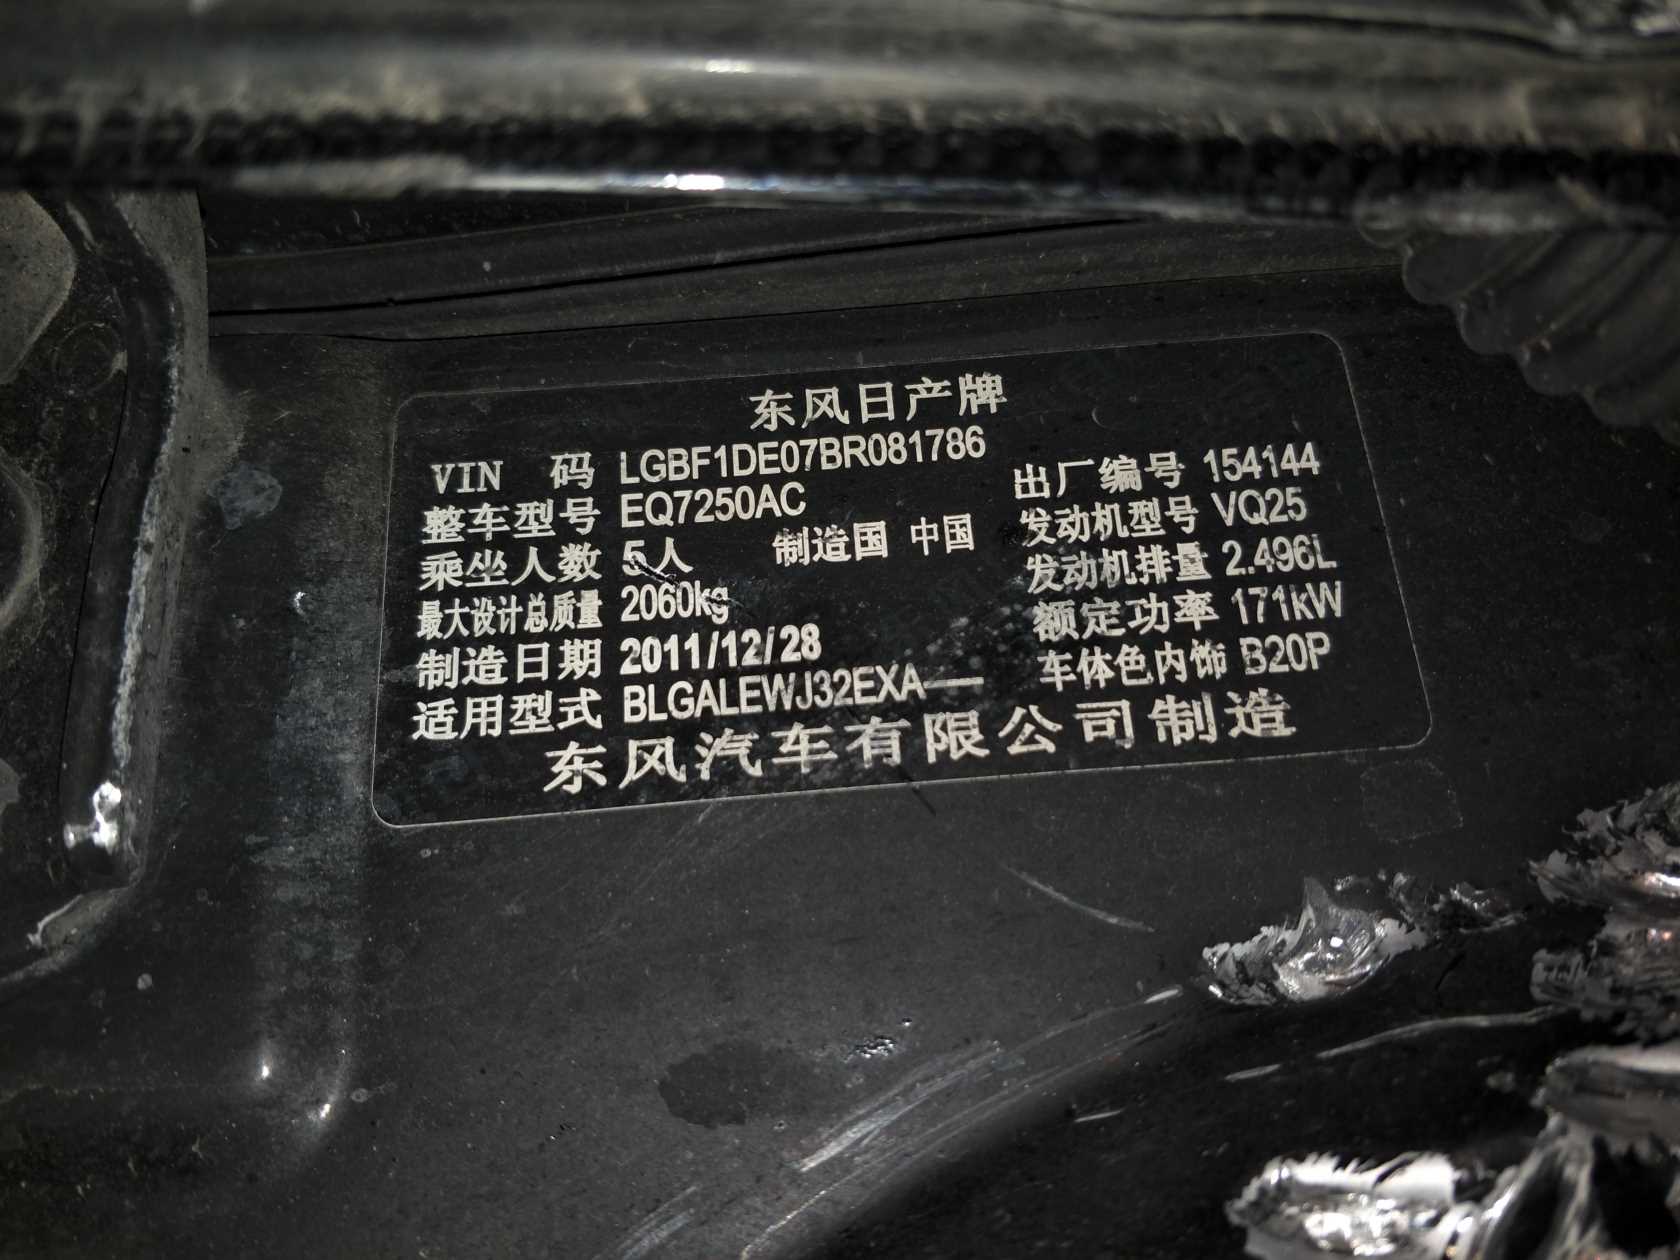 东风日产牌
VIN 码 LGBF1DE07BR081786
整车型号 EQ7250AC 出厂编号 154144
乘坐人数 5人 制造国 中国 发动机型号 VQ25
最大设计总质量 2060kg 发动机排量 2.496L
制造日期 2011/12/28 额定功率 171kW
适用型式 BLGALEWJ32EXA—— 车体色内饰 B20P
东风汽车有限公司制造